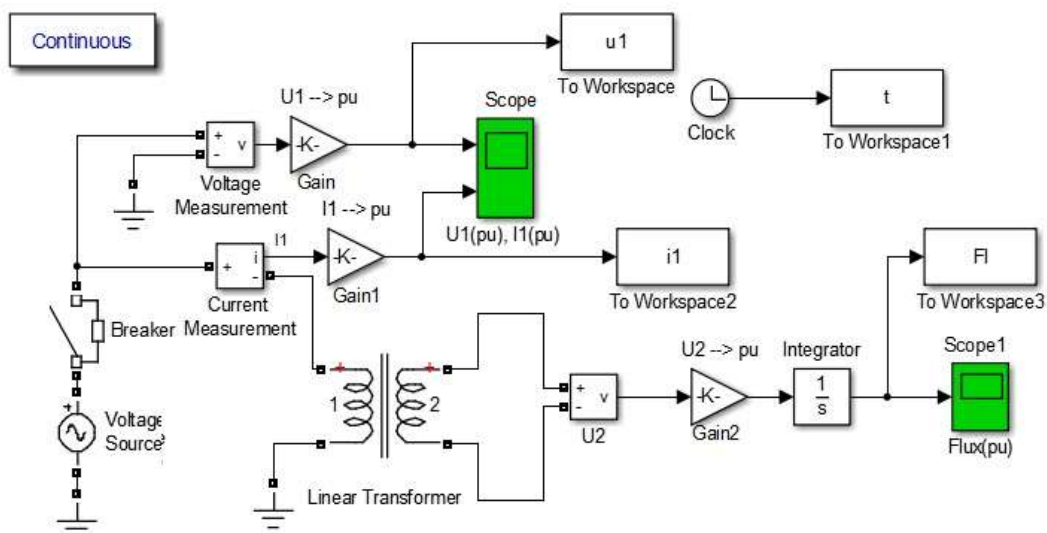 Continuous
u1
To Workspace
t
To Workspace1
Clock
U1 --> pu
Scope
+
-
v
-K-
Gain
Voltage
Measurement
I1 --> pu
U1(pu), I1(pu)
+
i
-
I1
-K-
Gain1
Current
Measurement
i1
To Workspace2
Fl
To Workspace3
Breaker
U2 --> pu
Integrator
Scope1
1
2
+
-
v
U2
-K-
Gain2
1
s
Flux(pu)
+
Voltage
Source
Linear Transformer